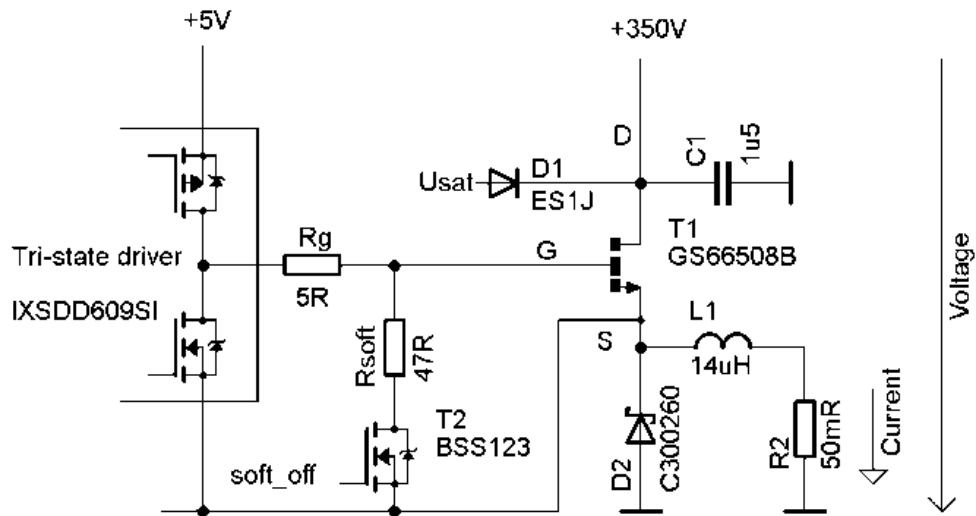 +5V
+350V
D
C1
1u5
Usat
D1
ES1J
Tri-state driver
IXSDD609SI
Rg
5R
G
T1
GS66508B
Rsoft
47R
S
L1
14uH
T2
BSS123
soft_off
D2
C300260
R2
50mR
Current
Voltage